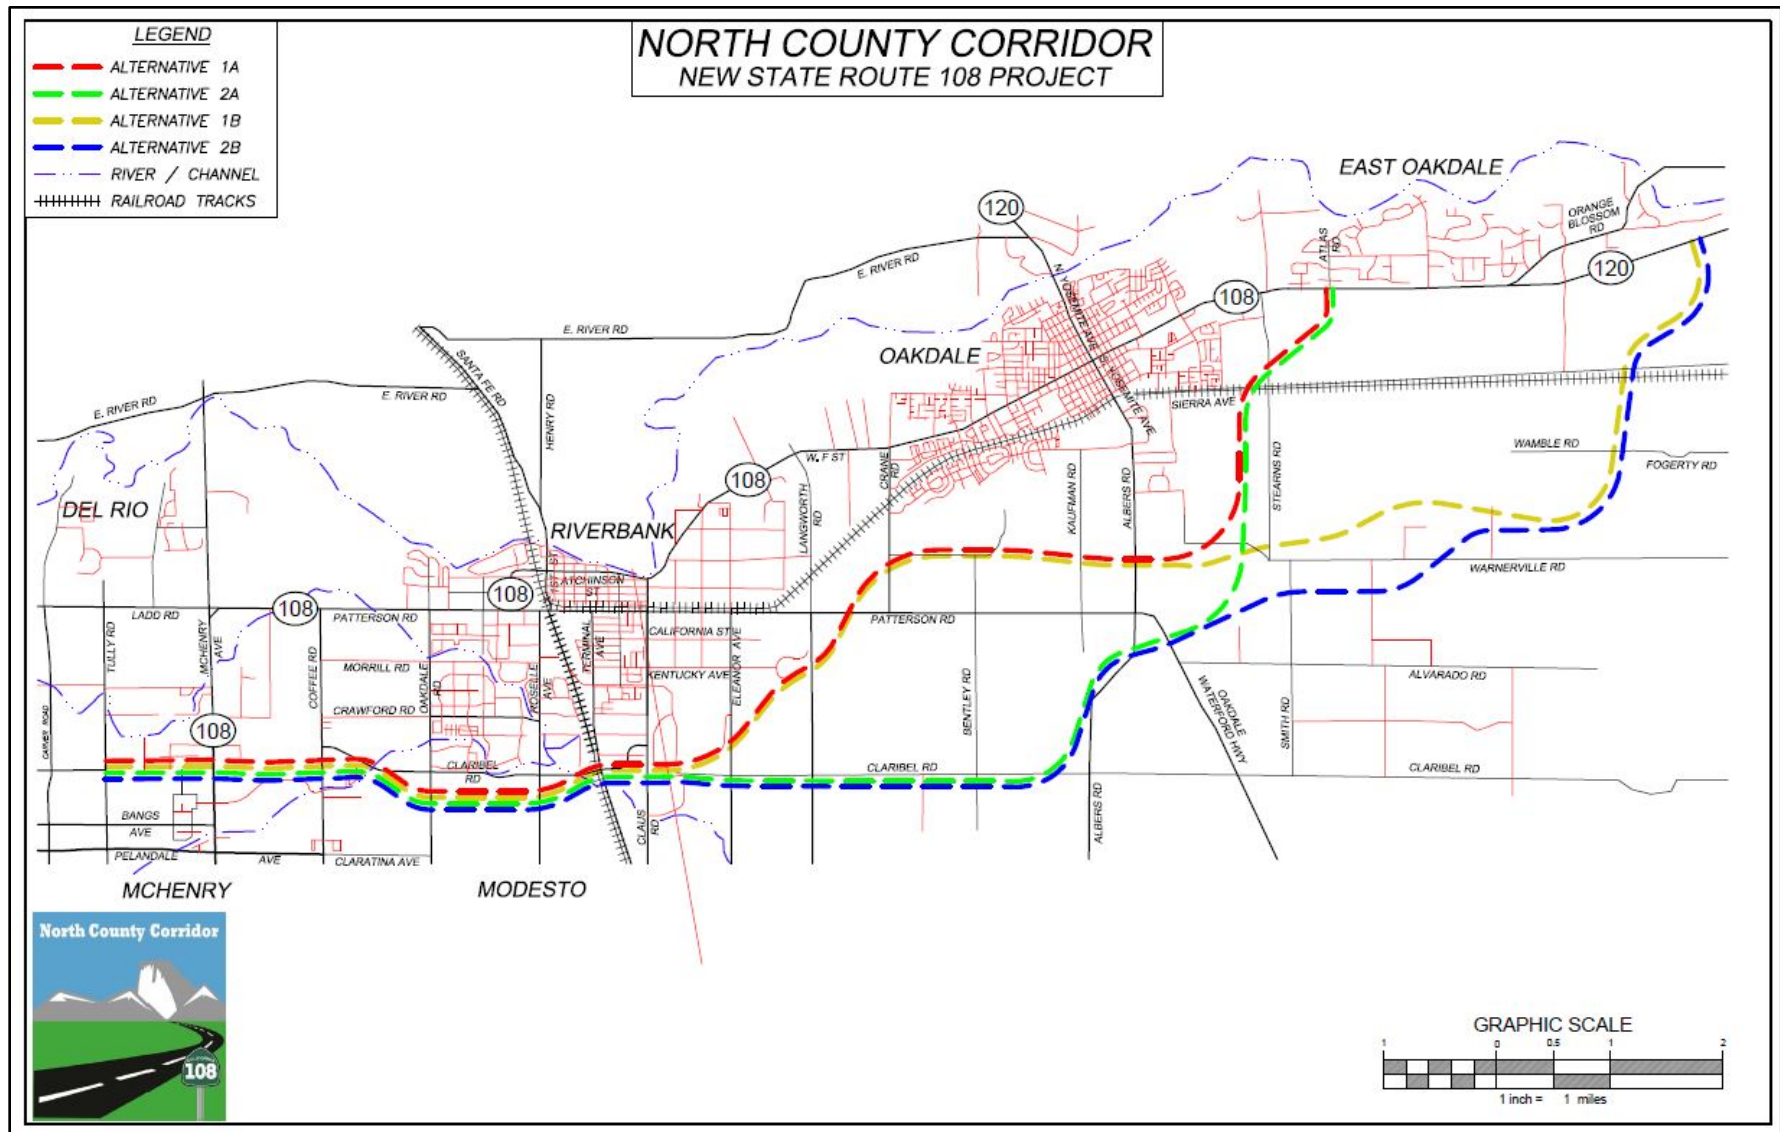 LEGEND
ALTERNATIVE 1A
ALTERNATIVE 2A
ALTERNATIVE 1B
ALTERNATIVE 2B
RIVER / CHANNEL
RAILROAD TRACKS
NORTH COUNTY CORRIDOR
NEW STATE ROUTE 108 PROJECT
EAST OAKDALE
120
ORANGE
BLOSSOM
RD
ATLAS
RD
E. RIVER RD
N. YOSEMITE AVE
120
108
E. RIVER RD
OAKDALE
SANTA FE RD
S. YOSEMITE AVE
E. RIVER RD
E. RIVER RD
SIERRA AVE
HENRY RD
STEARNS RD
WAMBLE RD
FOGERTY RD
W. F ST
CRANE
RD
108
KAUFMAN RD
ALBERS RD
LANGWORTH
RD
DEL RIO
RIVERBANK
1ST ST
ATCHINSON
ST
WARNERVILLE RD
108
108
LADD RD
PATTERSON RD
PATTERSON RD
CALIFORNIA ST
TULLY RD
MCHENRY
AVE
COFFEE RD
MORRILL RD
OAKDALE
RD
ROSELLE
AVE
TERMINAL
AVE
ELEANOR AVE
KENTUCKY AVE
ALVARADO RD
BENTLEY RD
OAKDALE
WATERFORD HWY
SMITH RD
CRAWFORD RD
CARVER ROAD
108
CLARIBEL
RD
CLARIBEL RD
CLARIBEL RD
BANGS
AVE
CLAUS
RD
ALBERS RD
PELANDALE
AVE
CLARATINA AVE
MCHENRY
MODESTO
North County Corridor
CALIFORNIA
108
GRAPHIC SCALE
1 0 0.5 1 2
1 inch = 1 miles